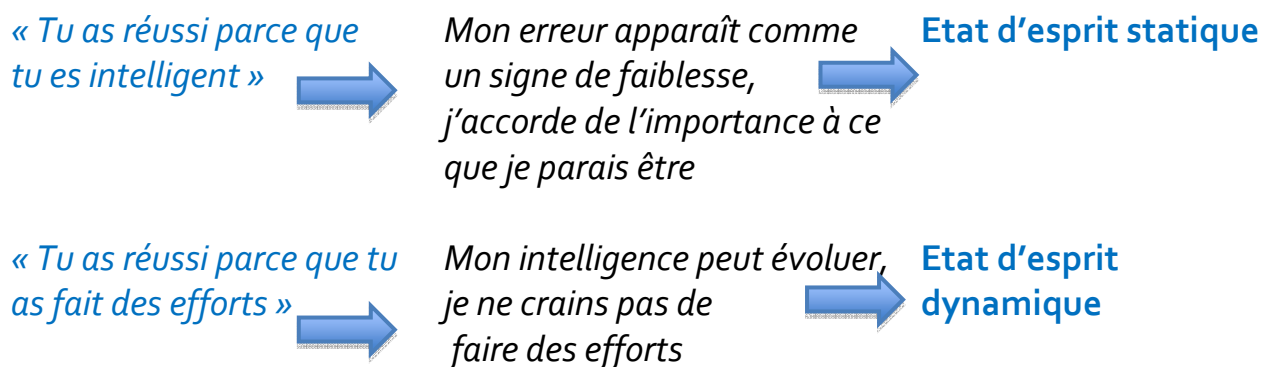 « Tu as réussi parce que
tu es intelligent »
Mon erreur apparaît comme
un signe de faiblesse,
j’accorde de l’importance à ce
que je parais être
Etat d’esprit statique
« Tu as réussi parce que tu
as fait des efforts »
Mon intelligence peut évoluer,
je ne crains pas de
faire des efforts
Etat d’esprit
dynamique